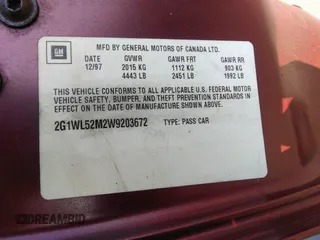 GM
MFD BY GENERAL MOTORS OF CANADA LTD.
DATE GVWR GAWR FRT GAWR RR
12/97 2015 KG 1112 KG 903 KG
4443 LB 2451 LB 1992 LB
THIS VEHICLE CONFORMS TO ALL APPLICABLE U.S. FEDERAL MOTOR
VEHICLE SAFETY, BUMPER, AND THEFT PREVENTION STANDARDS IN
EFFECT ON THE DATE OF MANUFACTURE SHOWN ABOVE.
2G1WL52M2W9203672 TYPE: PASS CAR
DREAMBID